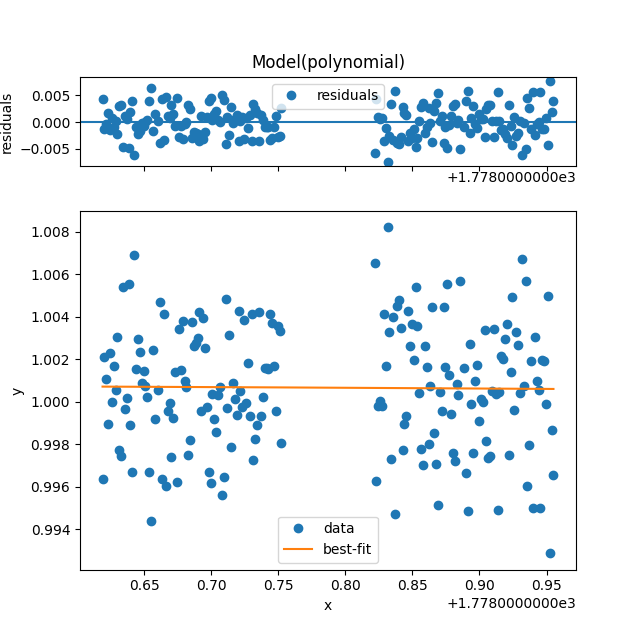 Model(polynomial)
residuals
0.005
0.000
−0.005
residuals
+1.7780000000e3
1.008
1.006
1.004
1.002
1.000
0.998
0.996
0.994
y
data
best-fit
0.65
0.70
0.75
0.80
0.85
0.90
0.95
x
+1.7780000000e3